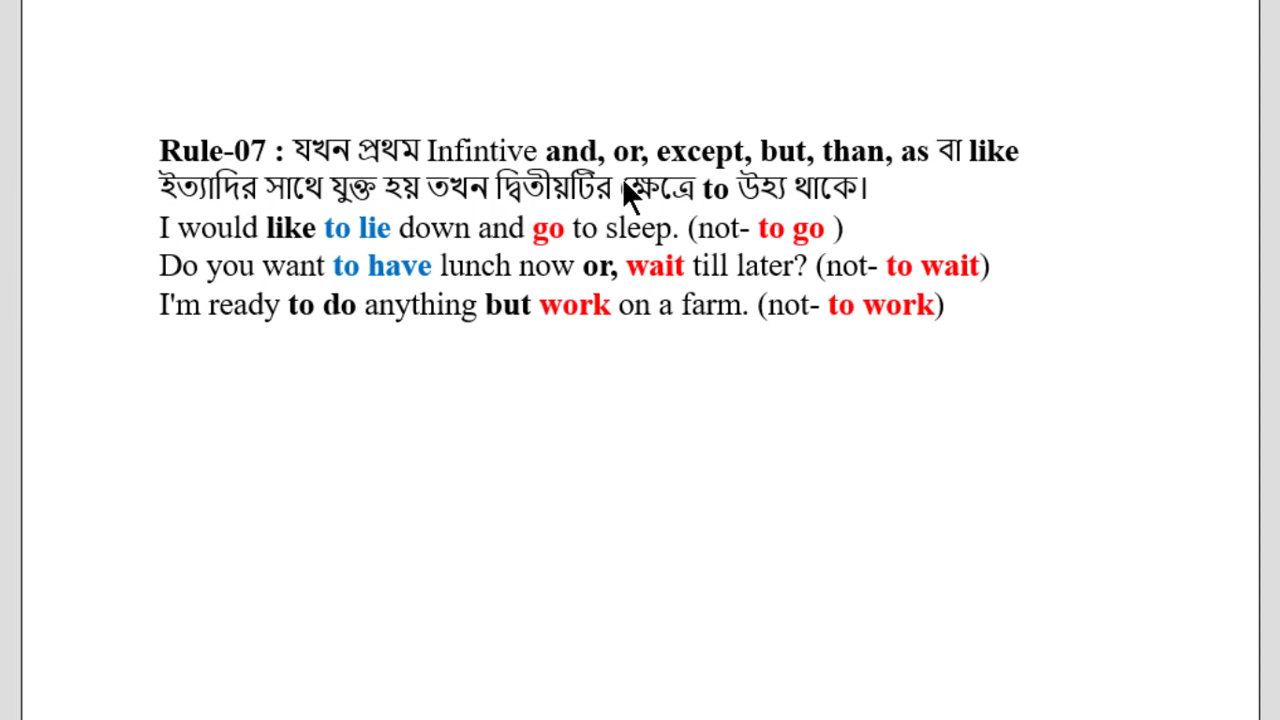 Rule-07 : যখন প্রথম Infintive and, or, except, but, than, as বা like
ইত্যাদির সাথে যুক্ত হয় তখন দ্বিতীয়টির ক্ষেত্রে to উহ্য থাকে।
I would like to lie down and go to sleep. (not- to go )
Do you want to have lunch now or, wait till later? (not- to wait)
I'm ready to do anything but work on a farm. (not- to work)